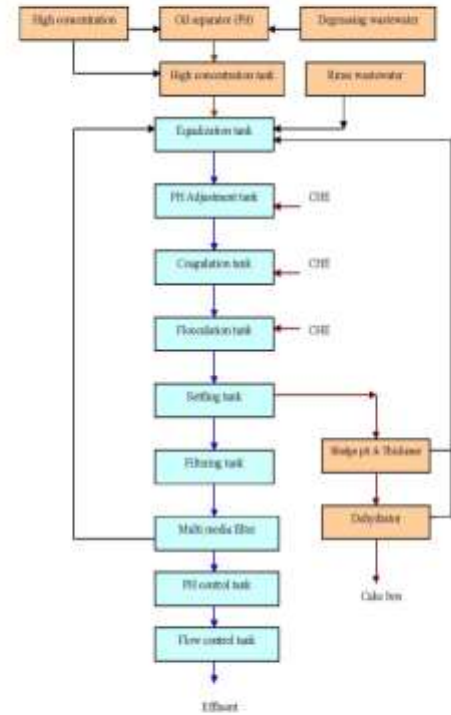 High concentration
Oil separator (Pit)
Degreasing wastewater
High concentration tank
Rinse wastewater
Equalization tank
PH Adjustment tank
CHE
Coagulation tank
CHE
Flocculation tank
CHE
Settling tank
Sludge pit & Thickener
Filtering tank
Dehydrator
Multi media filter
Cake box
PH control tank
Flow control tank
Effluent